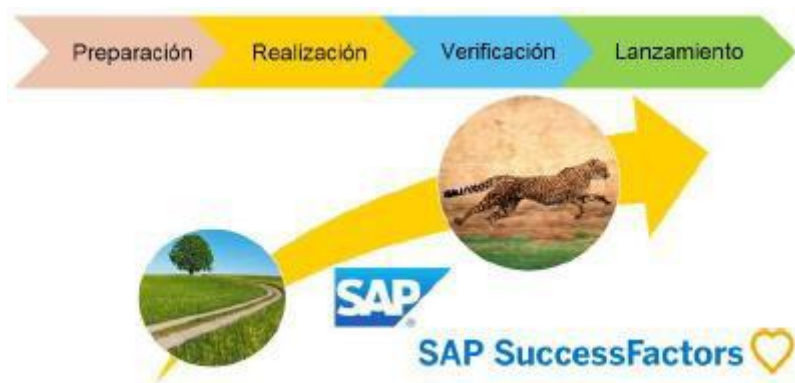 Preparación Realización Verificación Lanzamiento
SAP
SAP SuccessFactors